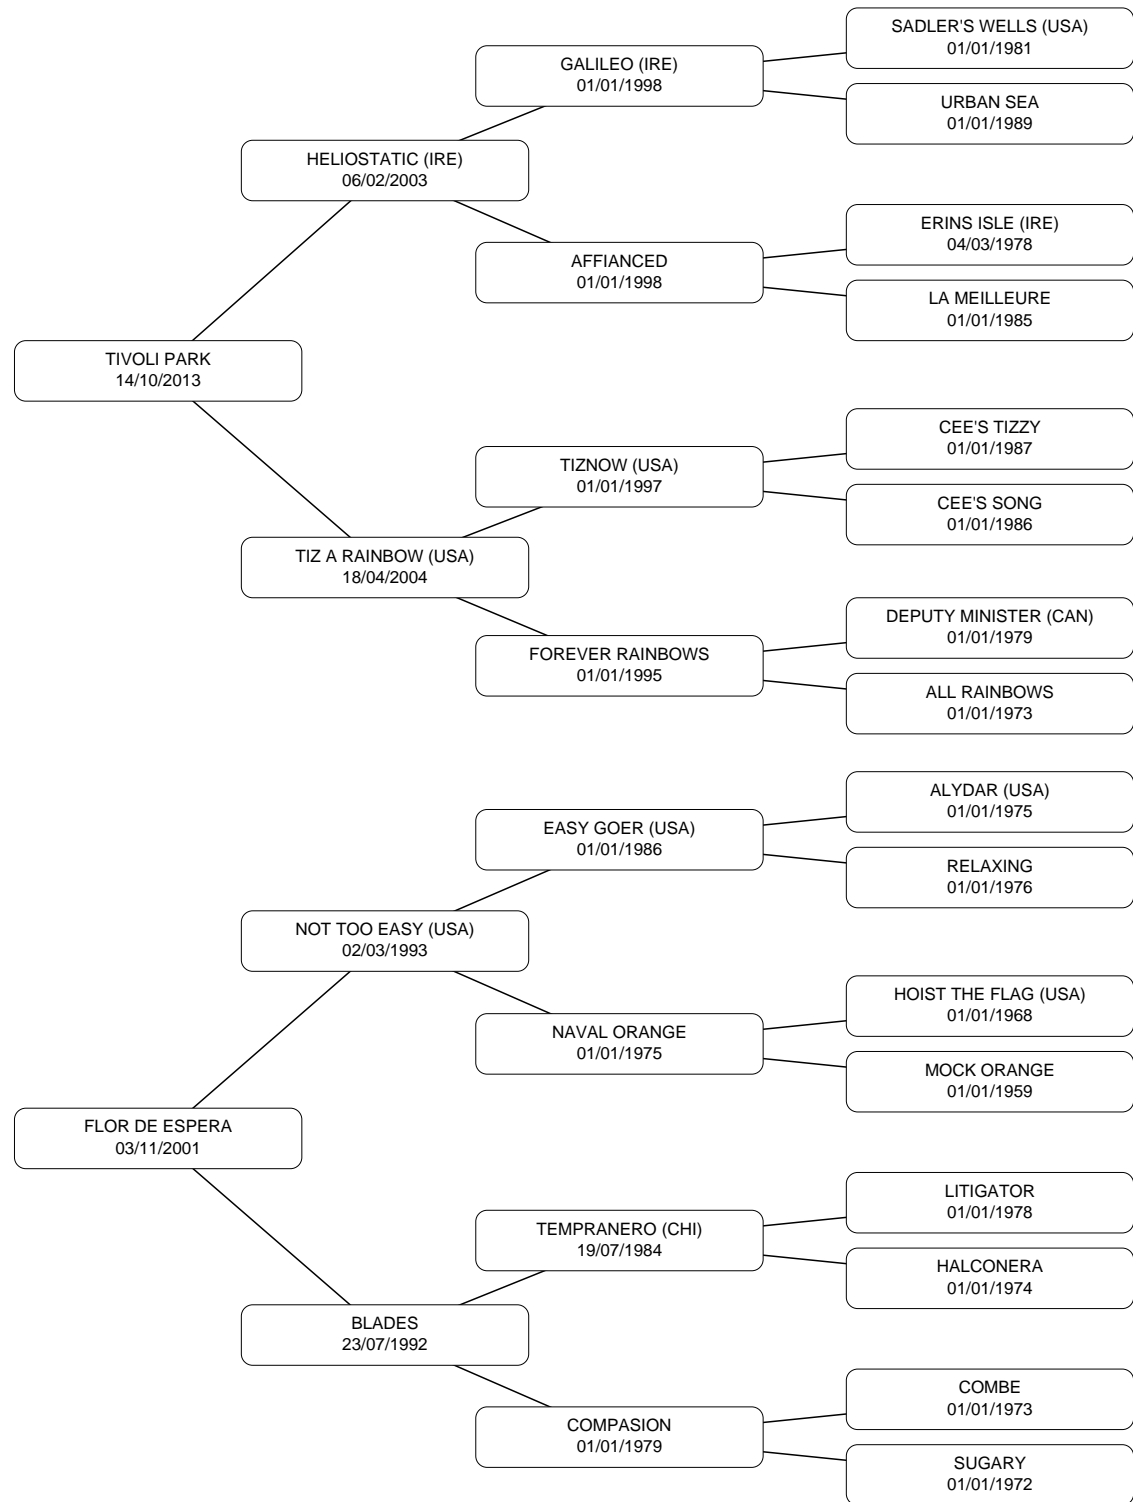 SADLER'S WELLS (USA)
01/01/1981
GALILEO (IRE)
01/01/1998
URBAN SEA
01/01/1989
HELIOSTATIC (IRE)
06/02/2003
ERINS ISLE (IRE)
04/03/1978
AFFIANCED
01/01/1998
LA MEILLEURE
01/01/1985
TIVOLI PARK
14/10/2013
CEE'S TIZZY
01/01/1987
TIZNOW (USA)
01/01/1997
CEE'S SONG
01/01/1986
TIZ A RAINBOW (USA)
18/04/2004
DEPUTY MINISTER (CAN)
01/01/1979
FOREVER RAINBOWS
01/01/1995
ALL RAINBOWS
01/01/1973
ALYDAR (USA)
01/01/1975
EASY GOER (USA)
01/01/1986
RELAXING
01/01/1976
NOT TOO EASY (USA)
02/03/1993
HOIST THE FLAG (USA)
01/01/1968
NAVAL ORANGE
01/01/1975
MOCK ORANGE
01/01/1959
FLOR DE ESPERA
03/11/2001
LITIGATOR
01/01/1978
TEMPRANERO (CHI)
19/07/1984
HALCONERA
01/01/1974
BLADES
23/07/1992
COMBE
01/01/1973
COMPASION
01/01/1979
SUGARY
01/01/1972